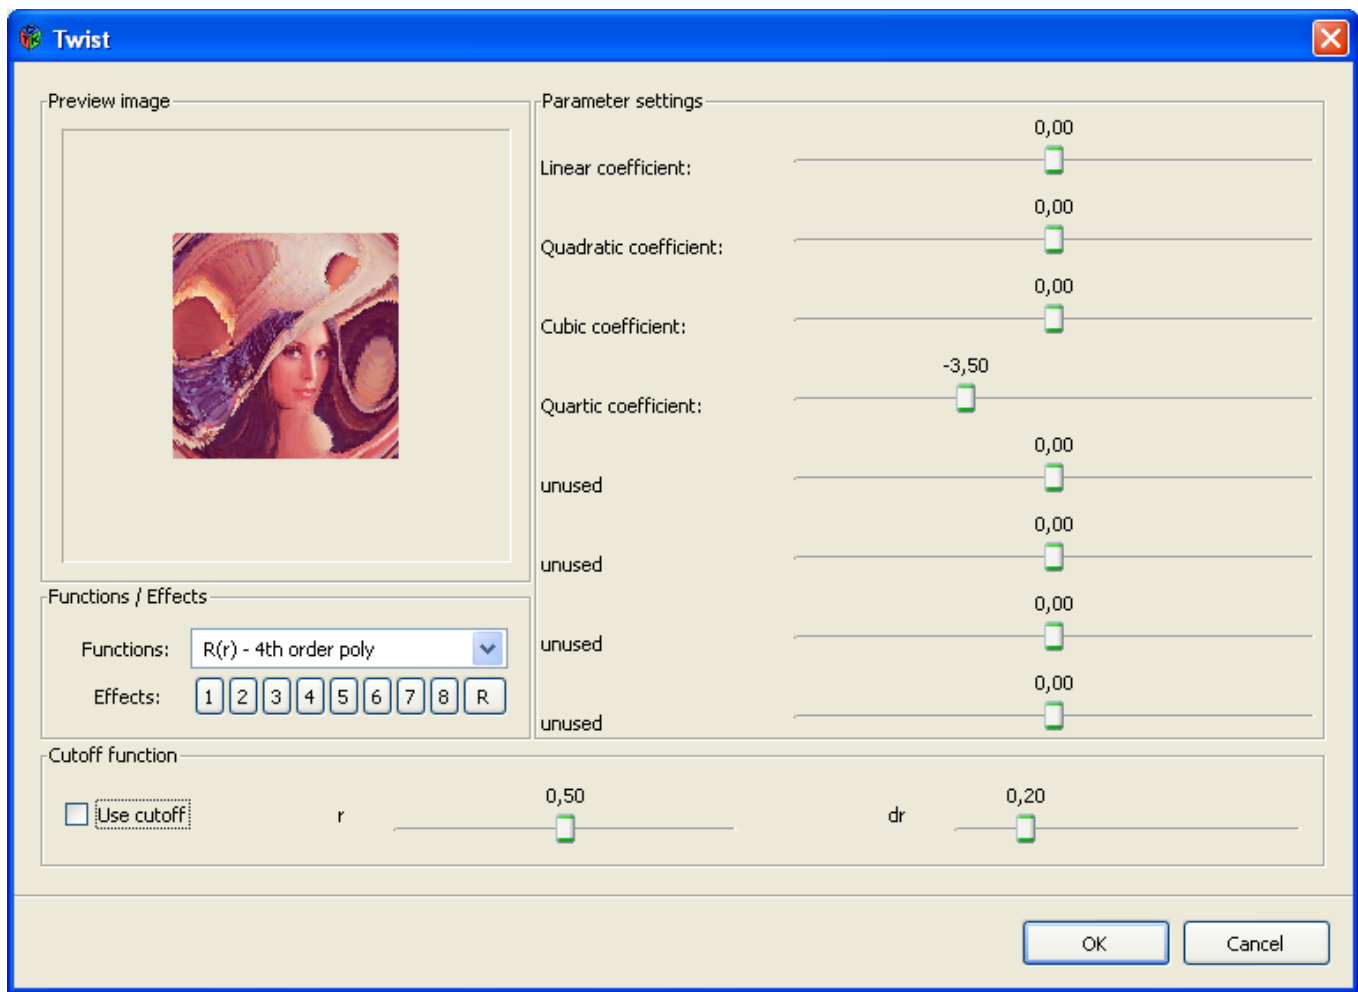 Twist
Preview image
Parameter settings
0,00
Linear coefficient:
0,00
Quadratic coefficient:
0,00
Cubic coefficient:
-3,50
Quartic coefficient:
0,00
unused
0,00
unused
0,00
unused
0,00
unused
Functions / Effects
Functions: R(r) - 4th order poly
Effects: 1 2 3 4 5 6 7 8 R
Cutoff function
Use cutoff r 0,50 dr 0,20
OK Cancel